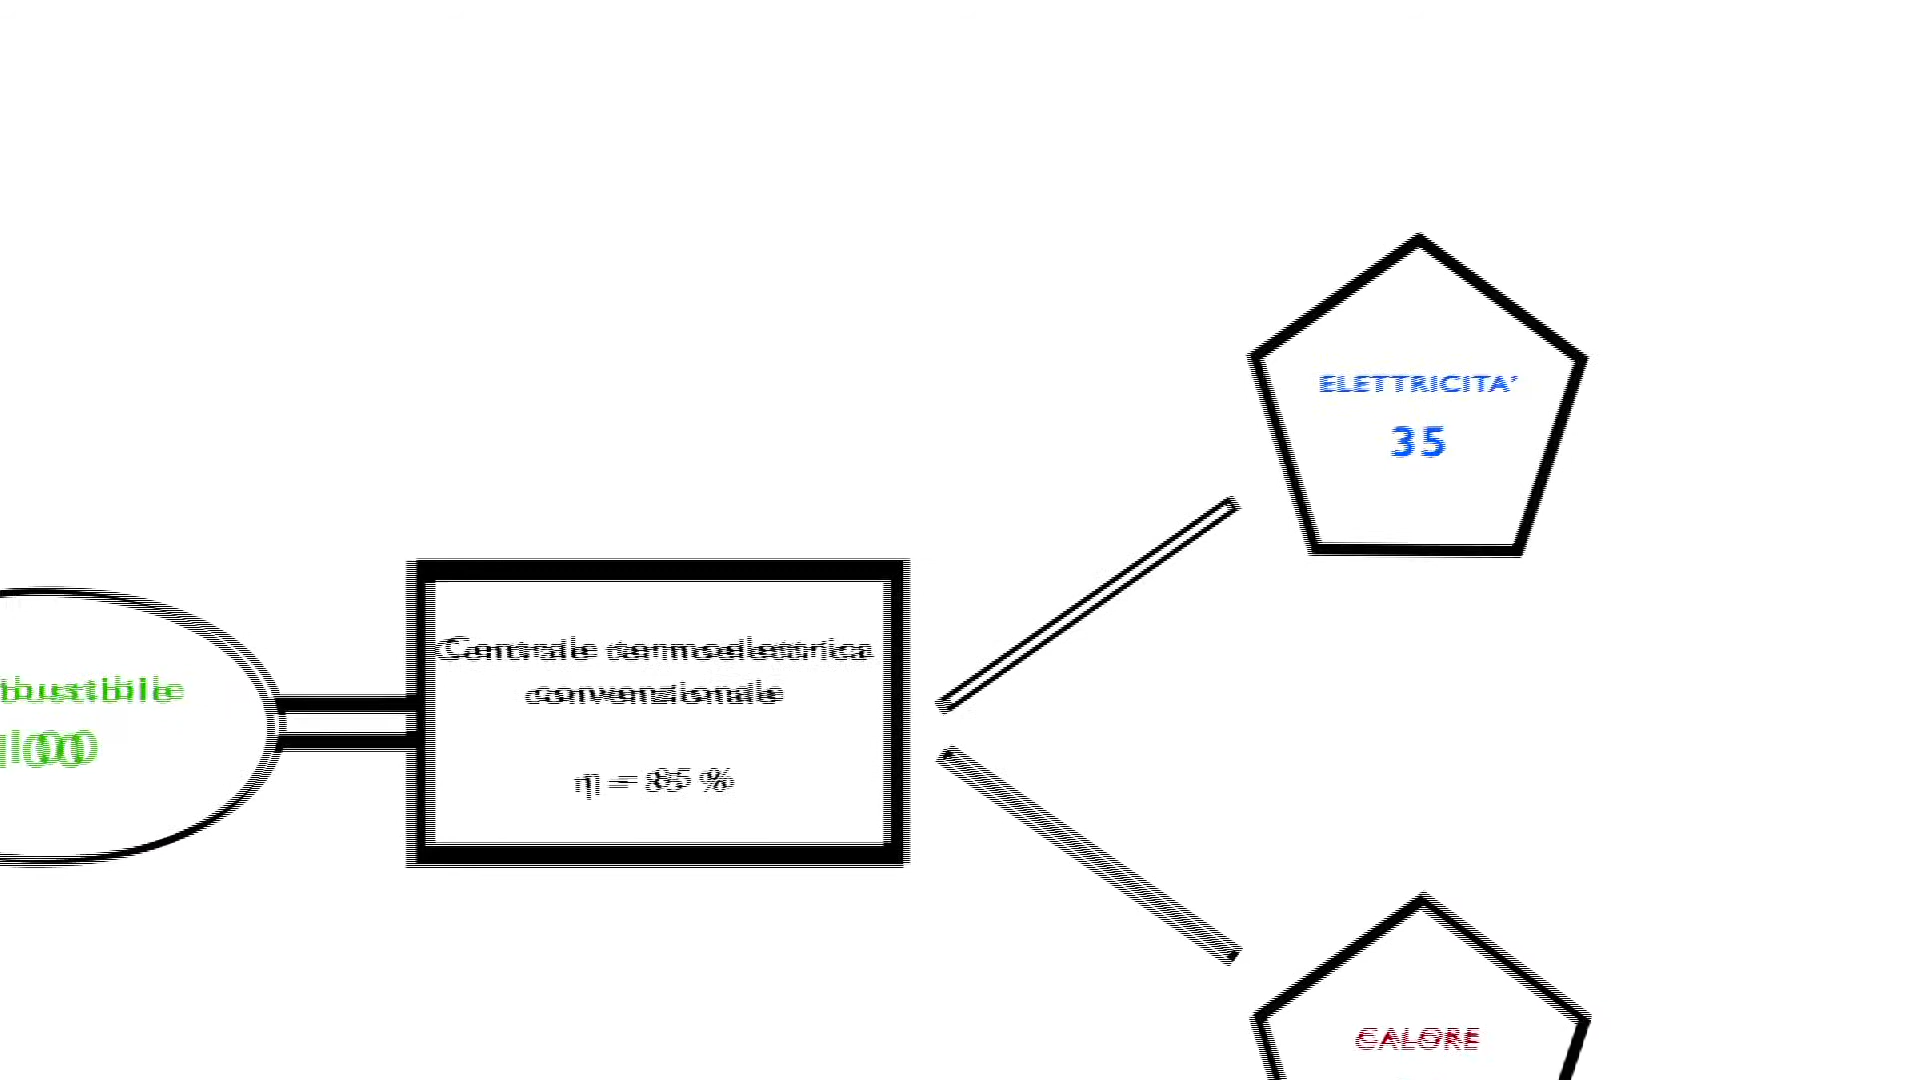 ELETTRICITA'
35
Centrale termoelettrica
convenzionale
η = 85 %
bustibile
100
CALORE